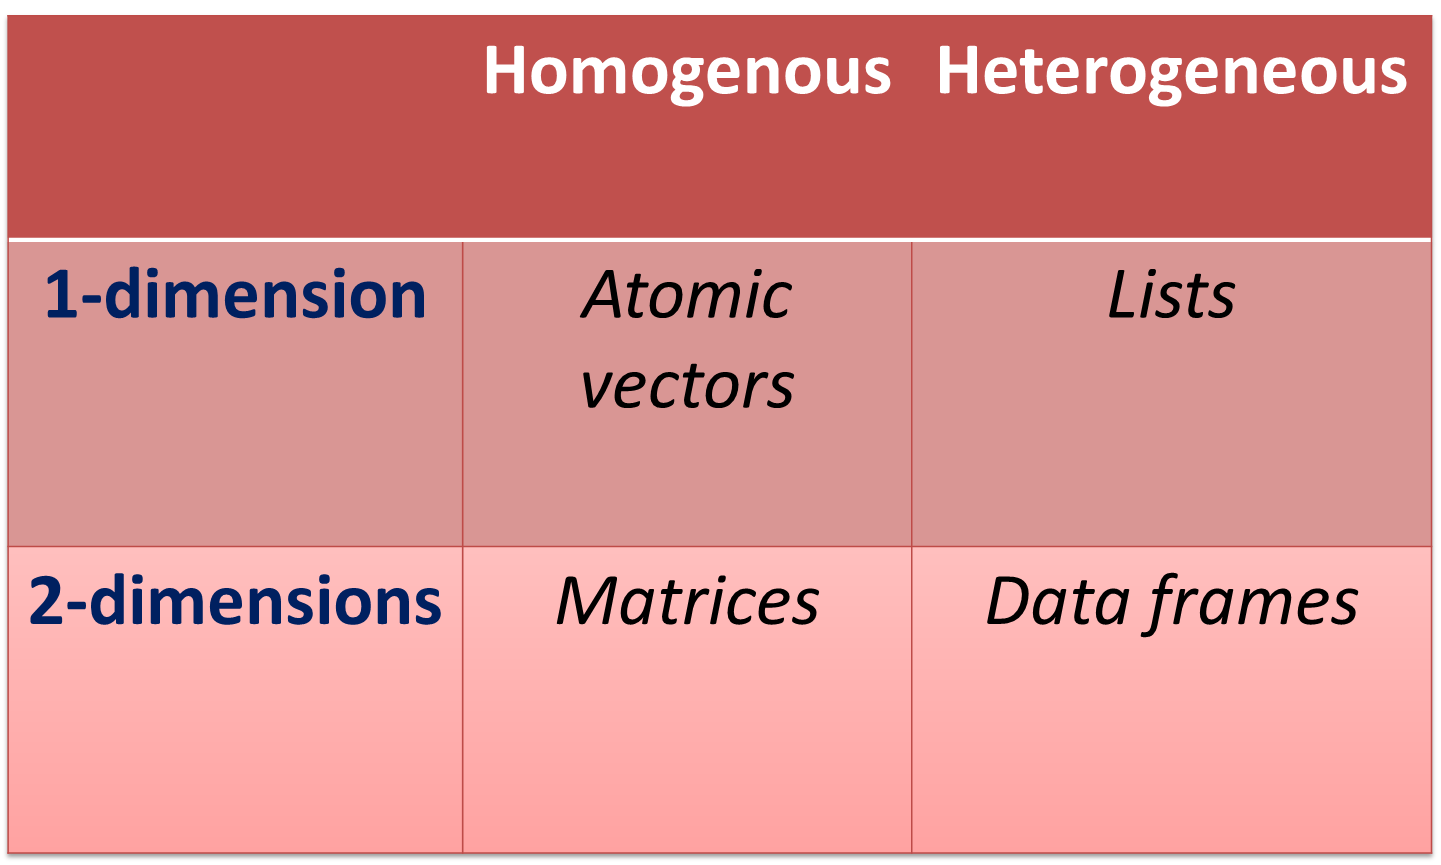 Homogenous Heterogeneous
1-dimension Atomic Lists
vectors
2-dimensions Matrices Data frames